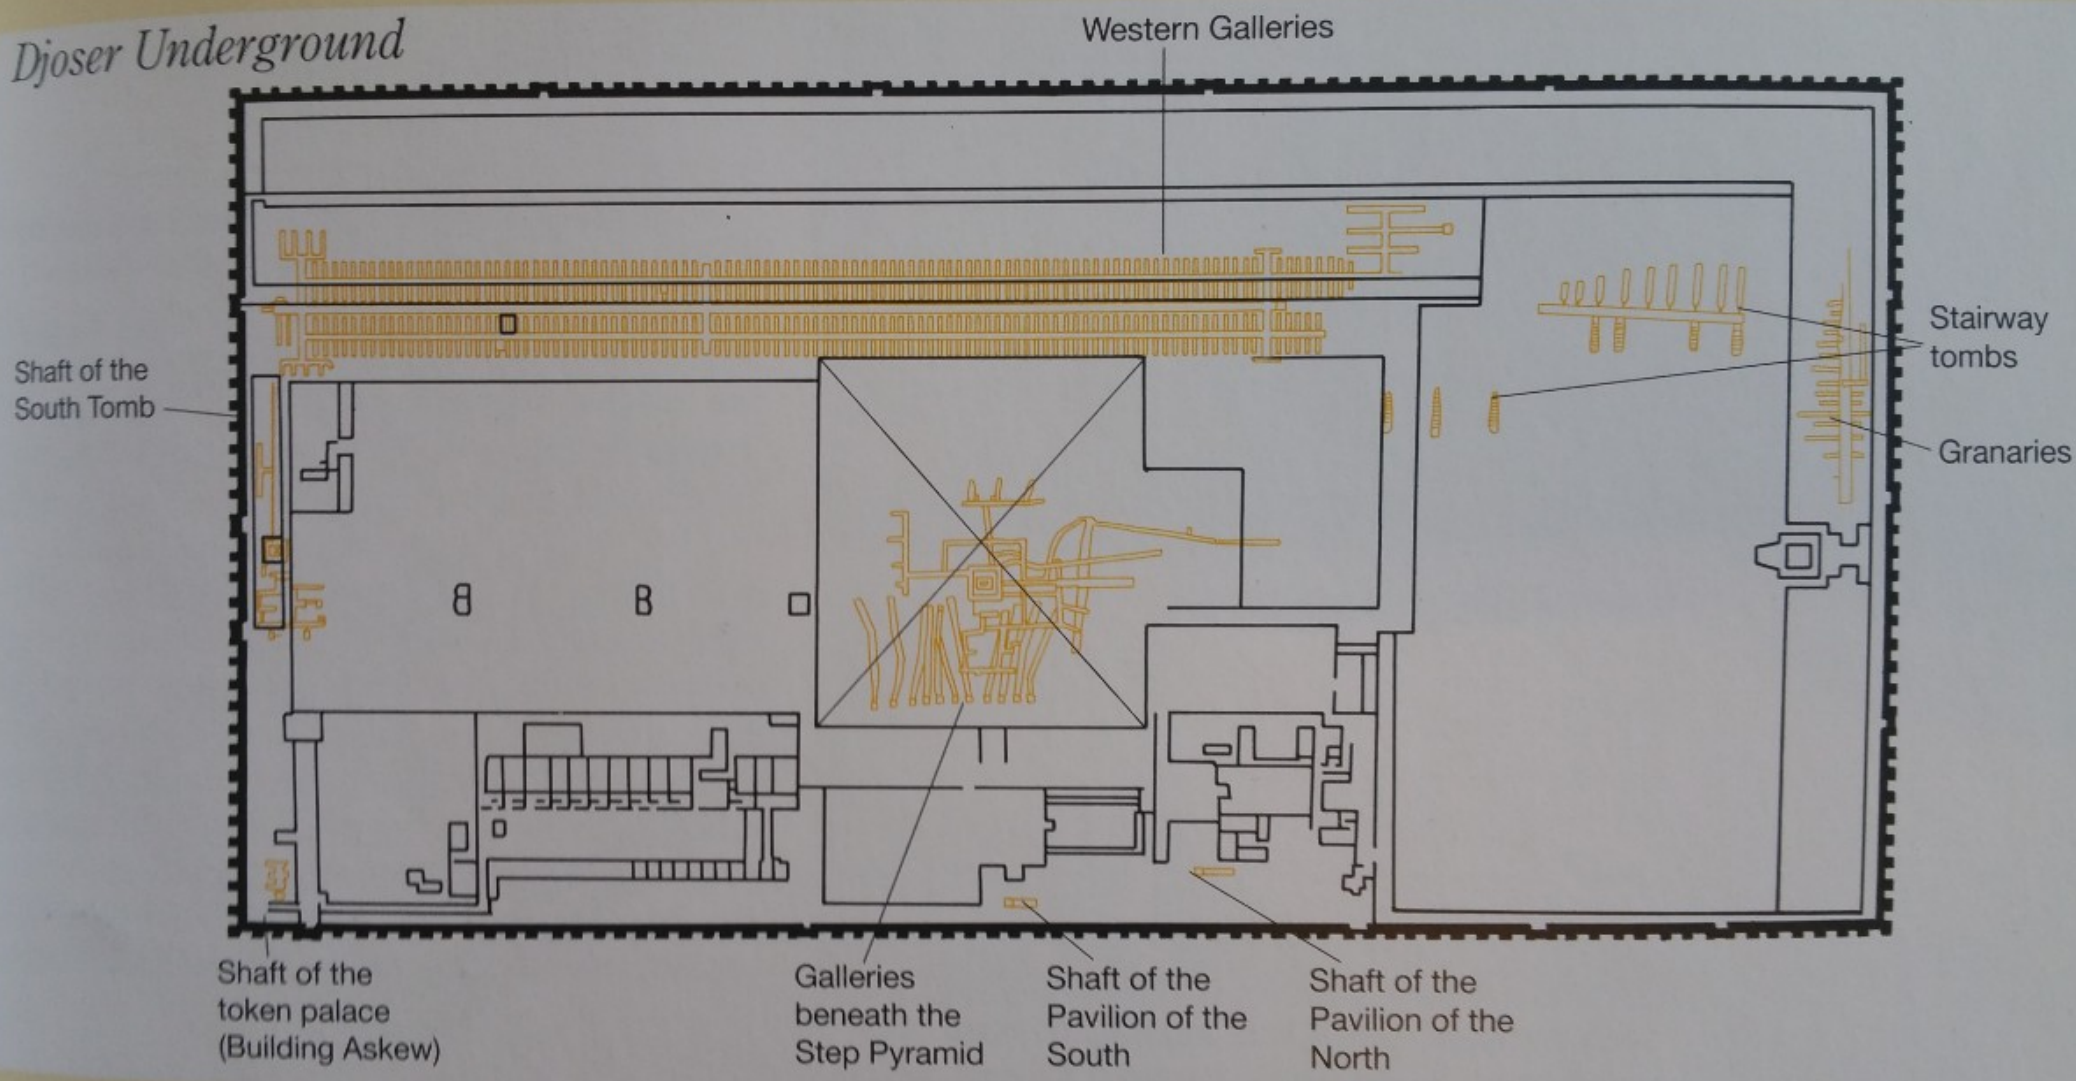 Djoser Underground
Western Galleries
Shaft of the
South Tomb
Stairway
tombs
Granaries
Shaft of the
token palace
(Building Askew)
Galleries
beneath the
Step Pyramid
Shaft of the
Pavilion of the
South
Shaft of the
Pavilion of the
North